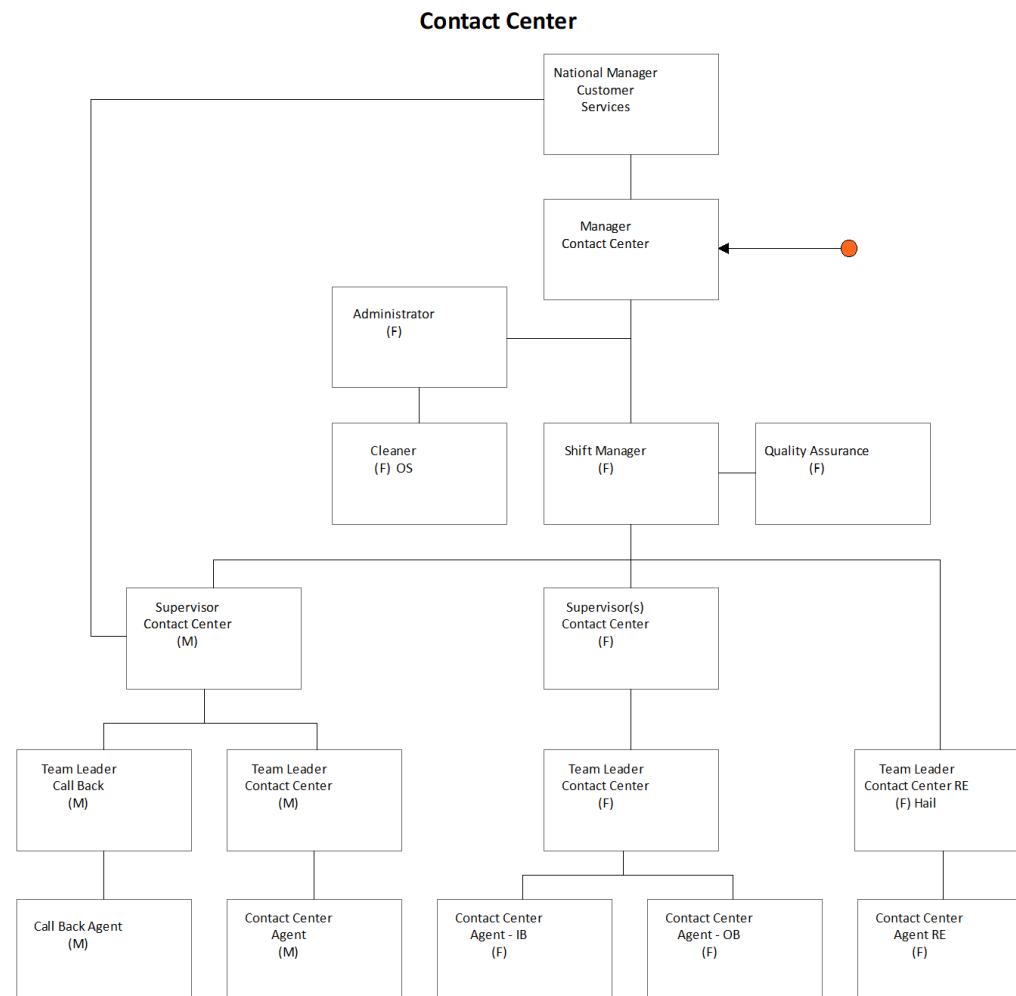 Contact Center
National Manager
Customer
Services
Manager
Contact Center
Administrator
(F)
Cleaner
(F) OS
Shift Manager
(F)
Quality Assurance
(F)
Supervisor
Contact Center
(M)
Supervisor(s)
Contact Center
(F)
Team Leader
Call Back
(M)
Team Leader
Contact Center
(M)
Team Leader
Contact Center
(F)
Team Leader
Contact Center RE
(F) Hail
Call Back Agent
(M)
Contact Center
Agent
(M)
Contact Center
Agent - IB
(F)
Contact Center
Agent - OB
(F)
Contact Center
Agent RE
(F)